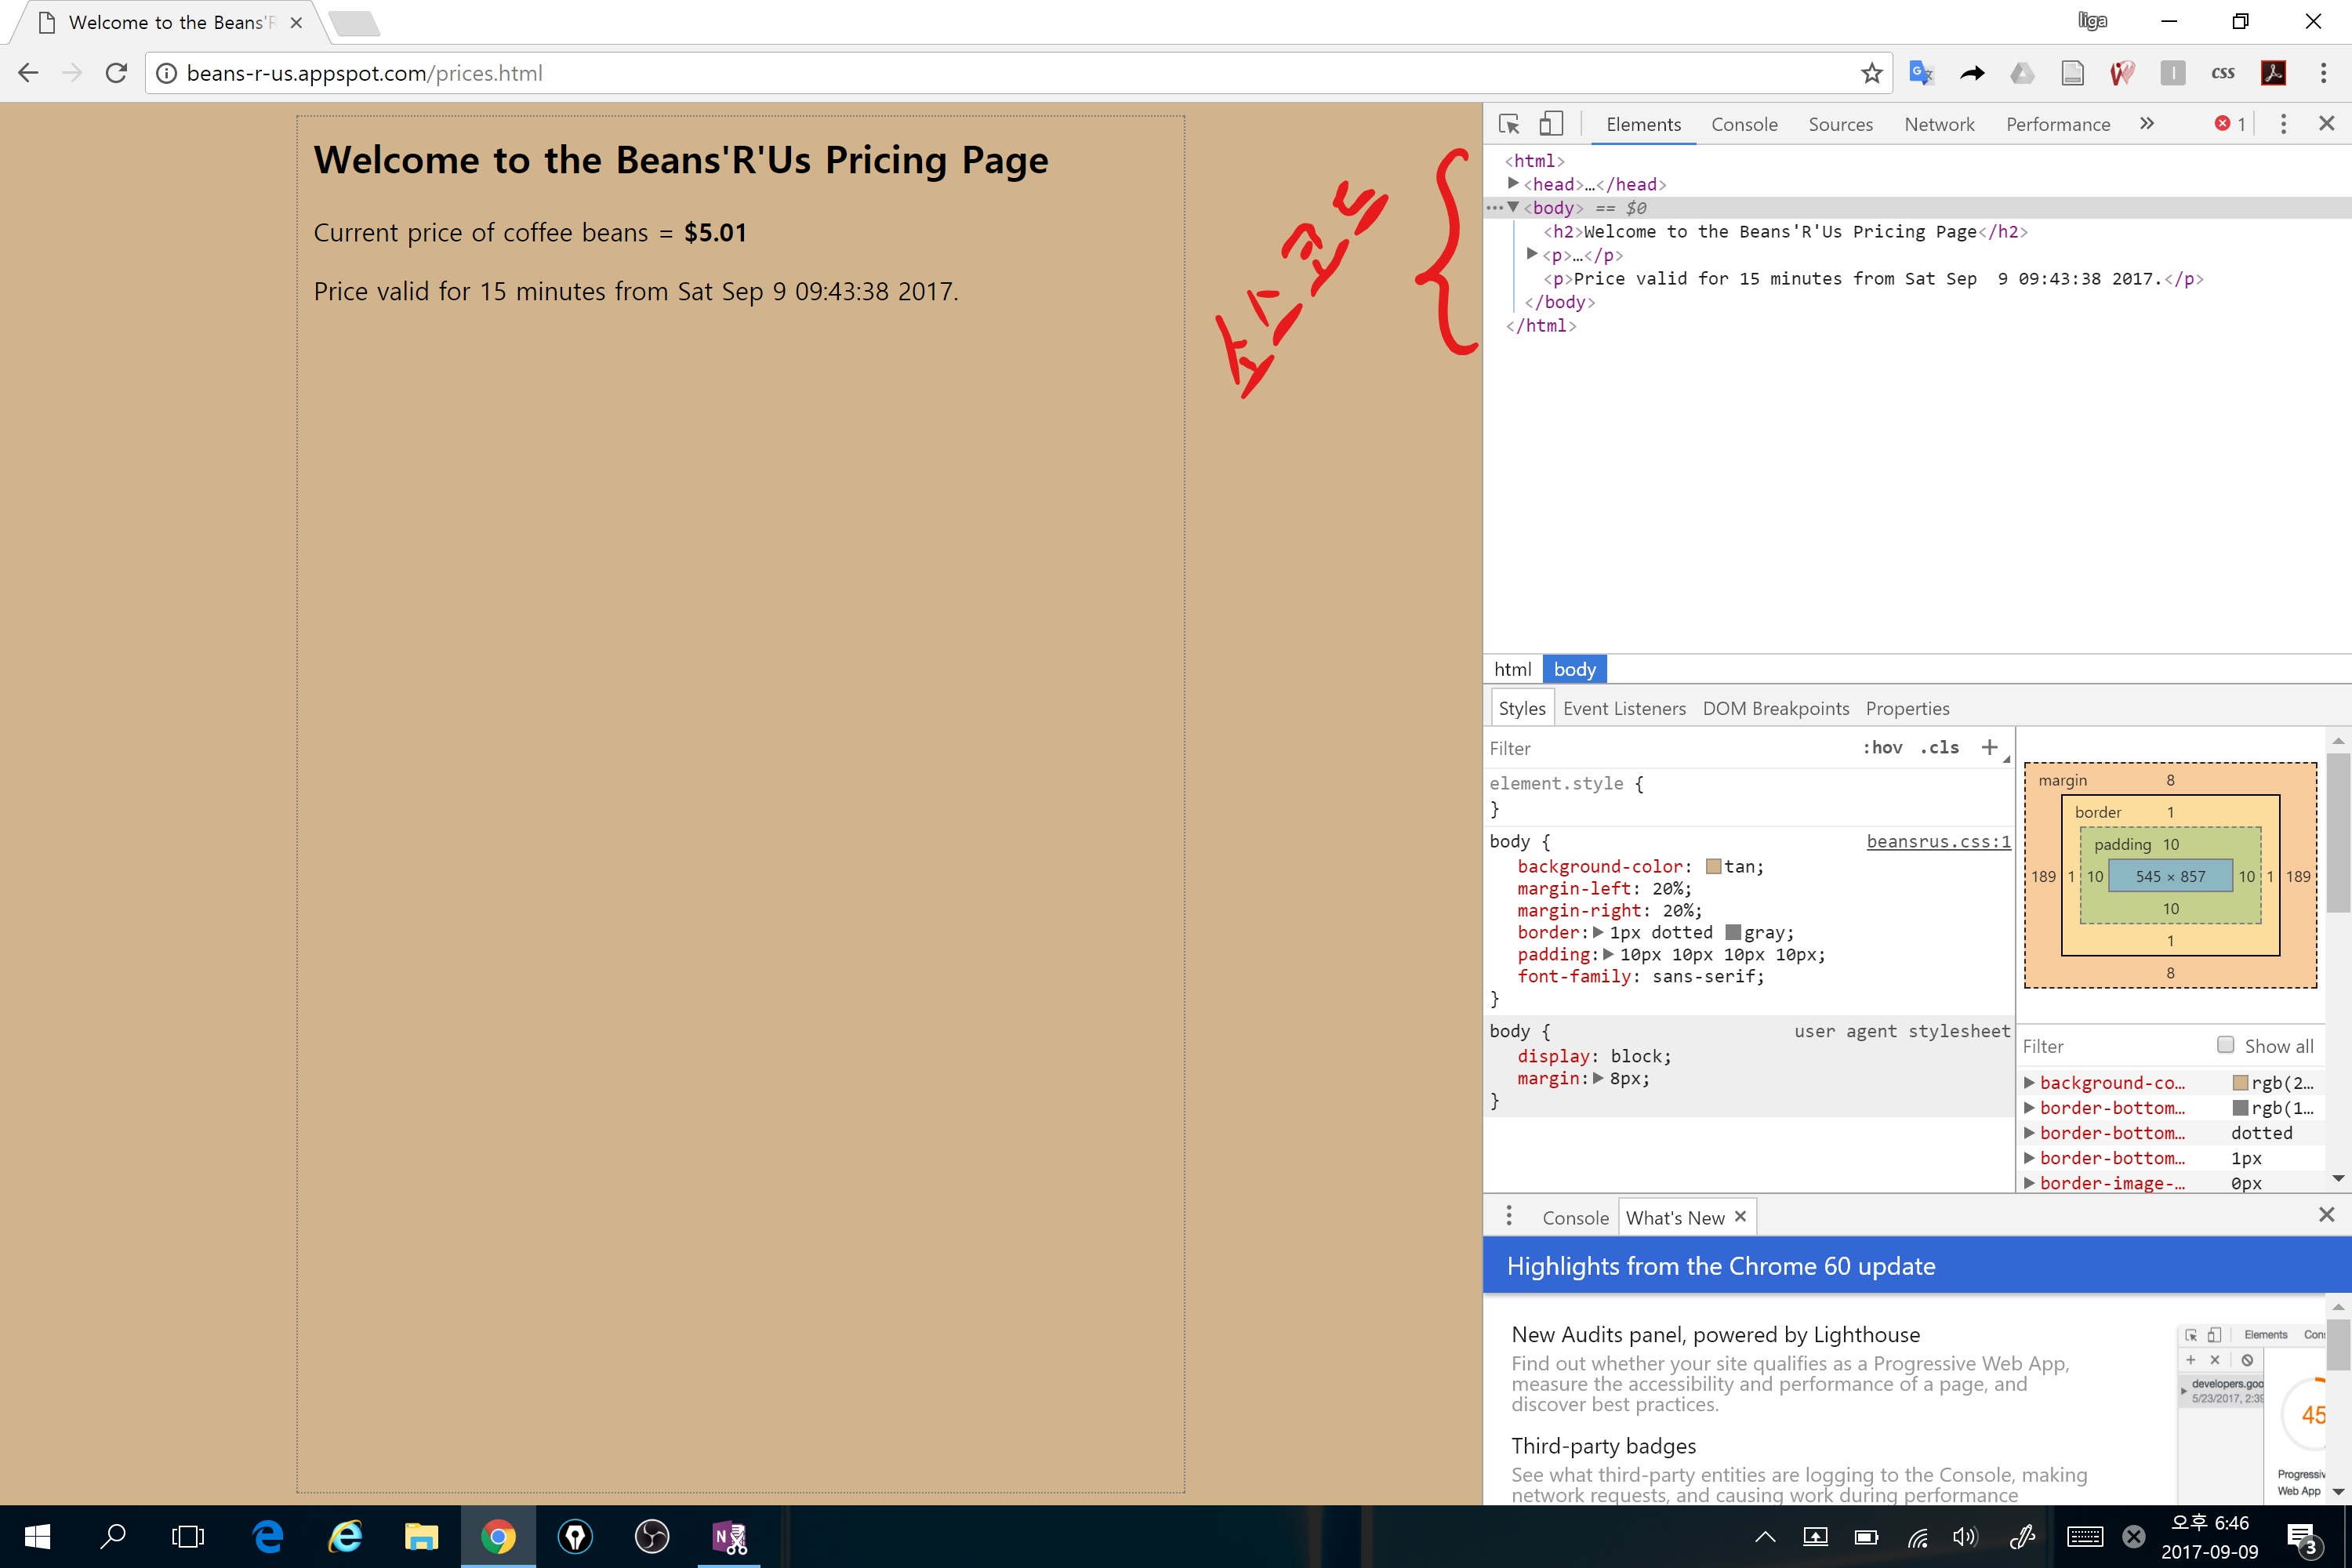 Welcome to the Beans'R
liga
beans-r-us.appspot.com/prices.html
CSS
Welcome to the Beans'R'Us Pricing Page
Current price of coffee beans = $5.01
Price valid for 15 minutes from Sat Sep 9 09:43:38 2017.
Elements Console Sources Network Performance » 1
<html>
<head>…</head>
<body> == $0
<h2>Welcome to the Beans'R'Us Pricing Page</h2>
<p>…</p>
<p>Price valid for 15 minutes from Sat Sep  9 09:43:38 2017.</p>
</body>
</html>
html body
Styles Event Listeners DOM Breakpoints Properties
Filter :hov .cls +
element.style {
}
body { beansrus.css:1
background-color: tan;
margin-left: 20%;
margin-right: 20%;
border: 1px dotted gray;
padding: 10px 10px 10px 10px;
font-family: sans-serif;
}
body { user agent stylesheet
display: block;
margin: 8px;
}
margin 8
border 1
padding 10
189 1 10 545 × 857 10 1 189
10
1
8
Filter Show all
background-co… rgb(2…
border-bottom… rgb(1…
border-bottom… dotted
border-bottom… 1px
border-image-… 0px
Console What's New
Highlights from the Chrome 60 update
New Audits panel, powered by Lighthouse
Find out whether your site qualifies as a Progressive Web App,
measure the accessibility and performance of a page, and
discover best practices.
Third-party badges
See what third-party entities are logging to the Console, making
network requests, and causing work during performance
Elements
developers.goo
5/23/2017, 2:39
45
Progressiv
Web App
오후 6:46
2017-09-09
3